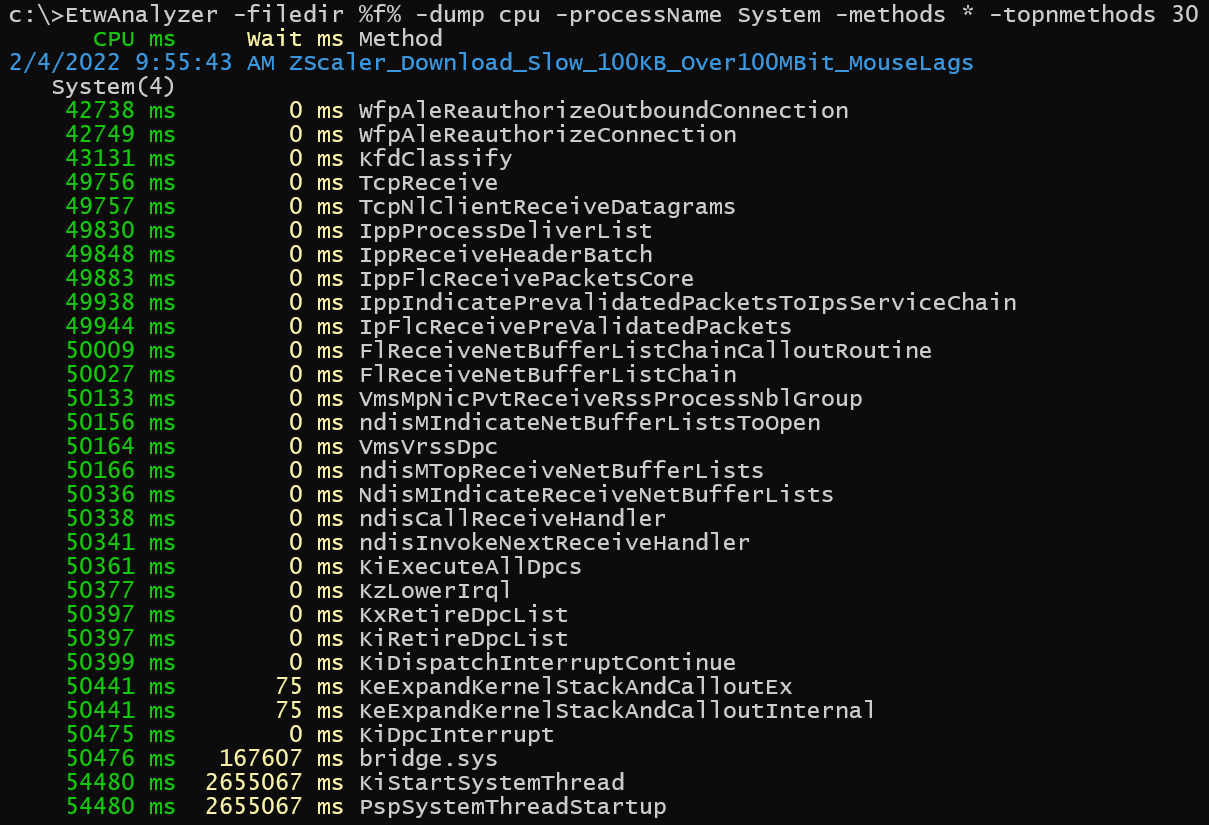 c:\>EtwAnalyzer -filedir %f% -dump cpu -processName System -methods * -topnmethods 30
CPU ms Wait ms Method
2/4/2022 9:55:43 AM ZScaler_Download_Slow_100KB_Over100MBit_MouseLags
System(4)
42738 ms 0 ms WfpAleReauthorizeOutboundConnection
42749 ms 0 ms WfpAleReauthorizeConnection
43131 ms 0 ms KfdClassify
49756 ms 0 ms TcpReceive
49757 ms 0 ms TcpNlClientReceiveDatagrams
49830 ms 0 ms IppProcessDeliverList
49848 ms 0 ms IppReceiveHeaderBatch
49883 ms 0 ms IppFlcReceivePacketsCore
49938 ms 0 ms IppIndicatePrevalidatedPacketsToIpsServiceChain
49944 ms 0 ms IpFlcReceivePreValidatedPackets
50009 ms 0 ms FlReceiveNetBufferListChainCalloutRoutine
50027 ms 0 ms FlReceiveNetBufferListChain
50133 ms 0 ms VmsMpNicPvtReceiveRssProcessNblGroup
50156 ms 0 ms ndisMIndicateNetBufferListsToOpen
50164 ms 0 ms VmsVrssDpc
50166 ms 0 ms ndisMTopReceiveNetBufferLists
50336 ms 0 ms NdisMIndicateReceiveNetBufferLists
50338 ms 0 ms ndisCallReceiveHandler
50341 ms 0 ms ndisInvokeNextReceiveHandler
50361 ms 0 ms KiExecuteAllDpcs
50377 ms 0 ms KzLowerIrql
50397 ms 0 ms KxRetireDpcList
50397 ms 0 ms KiRetireDpcList
50399 ms 0 ms KiDispatchInterruptContinue
50441 ms 75 ms KeExpandKernelStackAndCalloutEx
50441 ms 75 ms KeExpandKernelStackAndCalloutInternal
50475 ms 0 ms KiDpcInterrupt
50476 ms 167607 ms bridge.sys
54480 ms 2655067 ms KiStartSystemThread
54480 ms 2655067 ms PspSystemThreadStartup